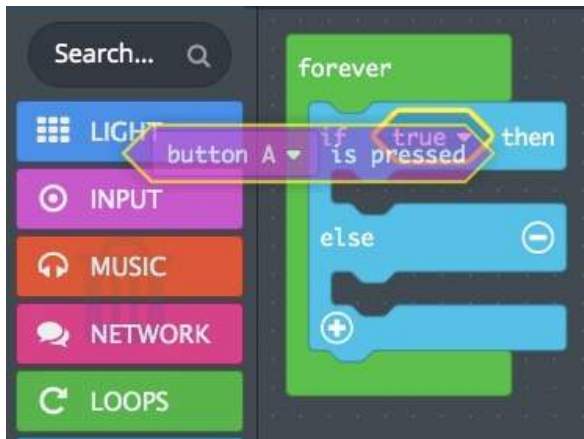 Search...
LIGHT
INPUT
MUSIC
NETWORK
LOOPS
forever
if true then
button A is pressed
else